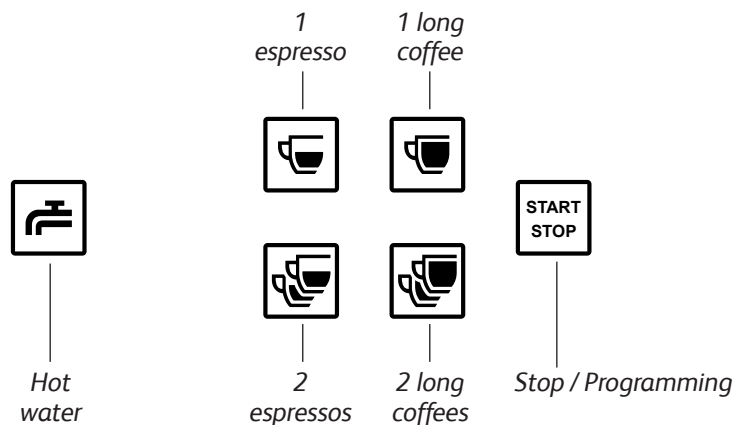 1
espresso
1 long
coffee
START
STOP
Hot
water
2
espressos
2 long
coffees
Stop / Programming